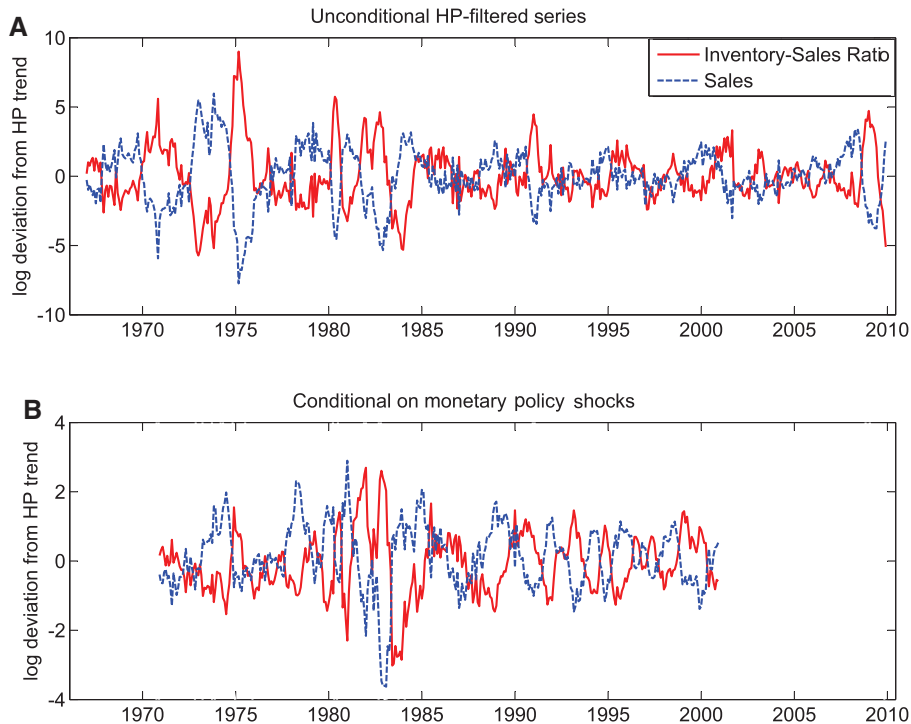 A
Unconditional HP-filtered series
log deviation from HP trend
10
5
0
-5
-10
Inventory-Sales Ratio
Sales
1970 1975 1980 1985 1990 1995 2000 2005 2010
B
Conditional on monetary policy shocks
log deviation from HP trend
4
2
0
-2
-4
1970 1975 1980 1985 1990 1995 2000 2005 2010